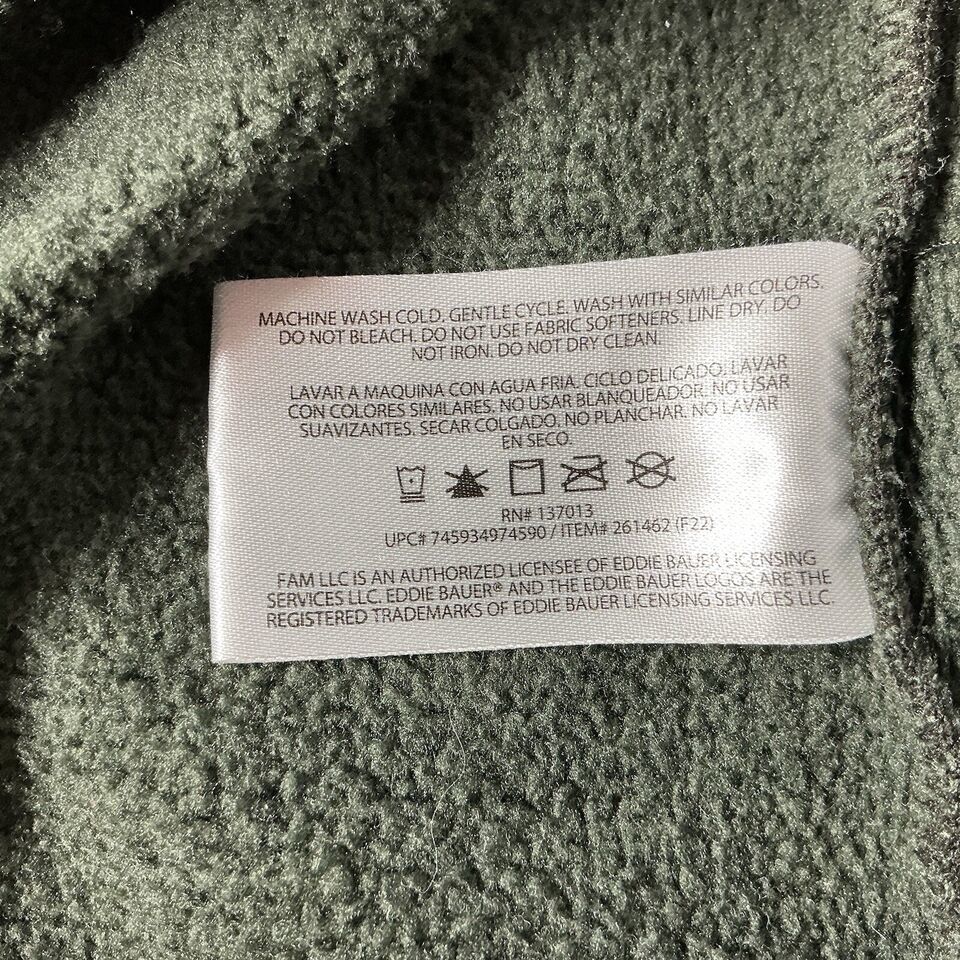 MACHINE WASH COLD. GENTLE CYCLE. WASH WITH SIMILAR COLORS.
DO NOT BLEACH. DO NOT USE FABRIC SOFTENERS. LINE DRY. DO
NOT IRON. DO NOT DRY CLEAN.
LAVAR A MAQUINA CON AGUA FRIA. CICLO DELICADO. LAVAR
CON COLORES SIMILARES. NO USAR BLANQUEADOR. NO USAR
SUAVIZANTES. SECAR COLGADO. NO PLANCHAR. NO LAVAR
EN SECO.
RN# 137013
UPC# 745934974590 / ITEM# 261462 (F22)
FAM LLC IS AN AUTHORIZED LICENSEE OF EDDIE BAUER LICENSING
SERVICES LLC. EDDIE BAUER® AND THE EDDIE BAUER LOGOS ARE THE
REGISTERED TRADEMARKS OF EDDIE BAUER LICENSING SERVICES LLC.